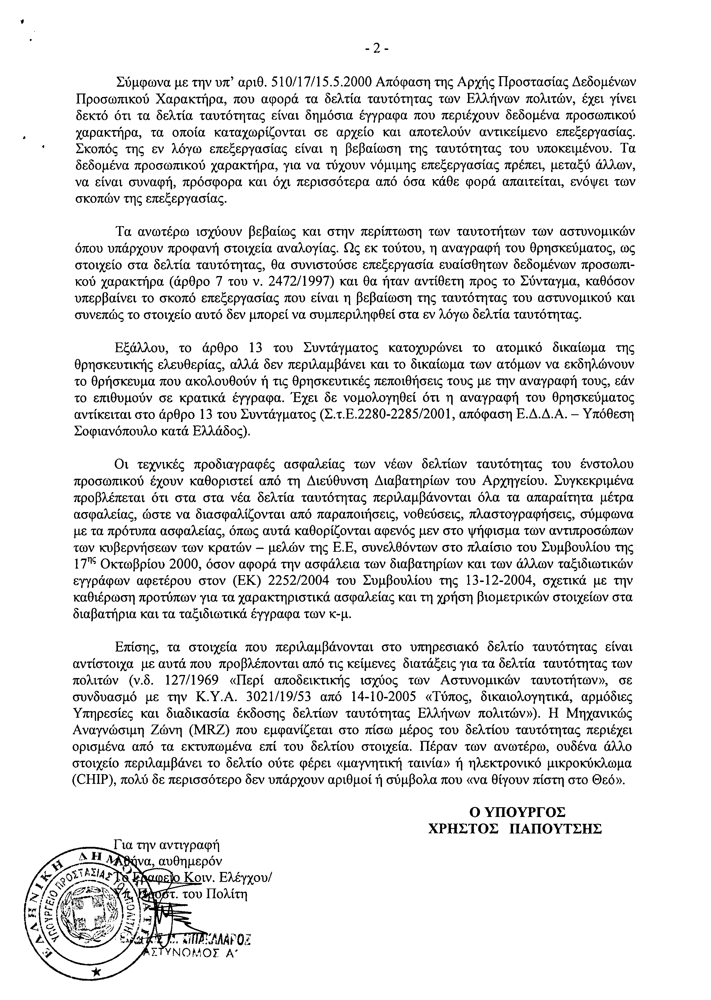 - 2 -
Σύμφωνα με την υπ’ αριθ. 510/17/15.5.2000 Απόφαση της Αρχής Προστασίας Δεδομένων
Προσωπικού Χαρακτήρα, που αφορά τα δελτία ταυτότητας των Ελλήνων πολιτών, έχει γίνει
δεκτό ότι τα δελτία ταυτότητας είναι δημόσια έγγραφα που περιέχουν δεδομένα προσωπικού
χαρακτήρα, τα οποία καταχωρίζονται σε αρχείο και αποτελούν αντικείμενο επεξεργασίας.
Σκοπός της εν λόγω επεξεργασίας είναι η βεβαίωση της ταυτότητας του υποκειμένου. Τα
δεδομένα προσωπικού χαρακτήρα, για να τύχουν νόμιμης επεξεργασίας πρέπει, μεταξύ άλλων,
να είναι συναφή, πρόσφορα και όχι περισσότερα από όσα κάθε φορά απαιτείται, ενόψει των
σκοπών της επεξεργασίας.
Τα ανωτέρω ισχύουν βεβαίως και στην περίπτωση των ταυτοτήτων των αστυνομικών
όπου υπάρχουν προφανή στοιχεία αναλογίας. Ως εκ τούτου, η αναγραφή του θρησκεύματος, ως
στοιχείο στα δελτία ταυτότητας, θα συνιστούσε επεξεργασία ευαίσθητων δεδομένων προσωπι-
κού χαρακτήρα (άρθρο 7 του ν. 2472/1997) και θα ήταν αντίθετη προς το Σύνταγμα, καθόσον
υπερβαίνει το σκοπό επεξεργασίας που είναι η βεβαίωση της ταυτότητας του αστυνομικού και
συνεπώς το στοιχείο αυτό δεν μπορεί να συμπεριληφθεί στα εν λόγω δελτία ταυτότητας.
Εξάλλου, το άρθρο 13 του Συντάγματος κατοχυρώνει το ατομικό δικαίωμα της
θρησκευτικής ελευθερίας, αλλά δεν περιλαμβάνει και το δικαίωμα των ατόμων να εκδηλώνουν
το θρήσκευμα που ακολουθούν ή τις θρησκευτικές πεποιθήσεις τους με την αναγραφή τους, εάν
το επιθυμούν σε κρατικά έγγραφα. Έχει δε νομολογηθεί ότι η αναγραφή του θρησκεύματος
αντίκειται στο άρθρο 13 του Συντάγματος (Σ.τ.Ε.2280-2285/2001, απόφαση Ε.Δ.Δ.Α. – Υπόθεση
Σοφιανόπουλο κατά Ελλάδος).
Οι τεχνικές προδιαγραφές ασφαλείας των νέων δελτίων ταυτότητας του ένστολου
προσωπικού έχουν καθοριστεί από τη Διεύθυνση Διαβατηρίων του Αρχηγείου. Συγκεκριμένα
προβλέπεται ότι στα στα νέα δελτία ταυτότητας περιλαμβάνονται όλα τα απαραίτητα μέτρα
ασφαλείας, ώστε να διασφαλίζονται από παραποιήσεις, νοθεύσεις, πλαστογραφήσεις, σύμφωνα
με τα πρότυπα ασφαλείας, όπως αυτά καθορίζονται αφενός μεν στο ψήφισμα των αντιπροσώπων
των κυβερνήσεων των κρατών – μελών της Ε.Ε, συνελθόντων στο πλαίσιο του Συμβουλίου της
17ης Οκτωβρίου 2000, όσον αφορά την ασφάλεια των διαβατηρίων και των άλλων ταξιδιωτικών
εγγράφων αφετέρου στον (ΕΚ) 2252/2004 του Συμβουλίου της 13-12-2004, σχετικά με την
καθιέρωση προτύπων για τα χαρακτηριστικά ασφαλείας και τη χρήση βιομετρικών στοιχείων στα
διαβατήρια και τα ταξιδιωτικά έγγραφα των κ-μ.
Επίσης, τα στοιχεία που περιλαμβάνονται στο υπηρεσιακό δελτίο ταυτότητας είναι
αντίστοιχα με αυτά που προβλέπονται από τις κείμενες διατάξεις για τα δελτία ταυτότητας των
πολιτών (ν.δ. 127/1969 «Περί αποδεικτικής ισχύος των Αστυνομικών ταυτοτήτων», σε
συνδυασμό με την Κ.Υ.Α. 3021/19/53 από 14-10-2005 «Τύπος, δικαιολογητικά, αρμόδιες
Υπηρεσίες και διαδικασία έκδοσης δελτίων ταυτότητας Ελλήνων πολιτών»). Η Μηχανικώς
Αναγνώσιμη Ζώνη (MRZ) που εμφανίζεται στο πίσω μέρος του δελτίου ταυτότητας περιέχει
ορισμένα από τα εκτυπωμένα επί του δελτίου στοιχεία. Πέραν των ανωτέρω, ουδένα άλλο
στοιχείο περιλαμβάνει το δελτίο ούτε φέρει «μαγνητική ταινία» ή ηλεκτρονικό μικροκύκλωμα
(CHIP), πολύ δε περισσότερο δεν υπάρχουν αριθμοί ή σύμβολα που «να θίγουν πίστη στο Θεό».
Ο ΥΠΟΥΡΓΟΣ
ΧΡΗΣΤΟΣ ΠΑΠΟΥΤΣΗΣ
Για την αντιγραφή
Αθήνα, αυθημερόν
Το Γραφείο Κοιν. Ελέγχου/
Υπ. Προστ. του Πολίτη
ΕΛΛΗΝΙΚΗ ΔΗΜΟΚΡΑΤΙΑ
ΥΠΟΥΡΓΕΙΟ ΠΡΟΣΤΑΣΙΑΣ ΤΟΥ ΠΟΛΙΤΗ
ΑΣΤΥΝΟΜΟΣ Α΄